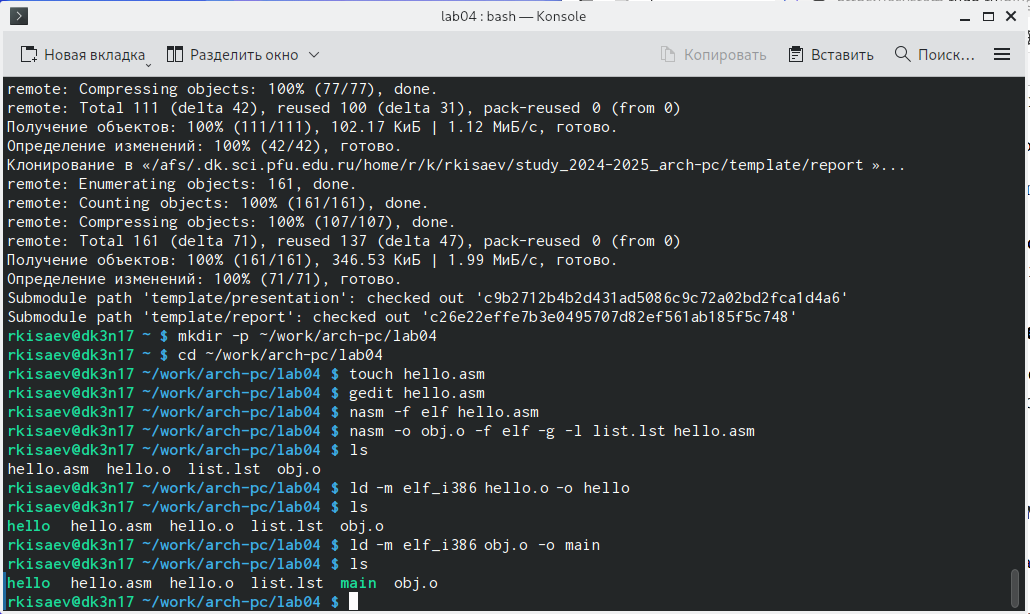 lab04 : bash — Konsole
Новая вкладка
Разделить окно
Копировать
Вставить
Поиск...
remote: Compressing objects: 100% (77/77), done.
remote: Total 111 (delta 42), reused 100 (delta 31), pack-reused 0 (from 0)
Получение объектов: 100% (111/111), 102.17 КиБ | 1.12 МиБ/с, готово.
Определение изменений: 100% (42/42), готово.
Клонирование в «/afs/.dk.sci.pfu.edu.ru/home/r/k/rkisaev/study_2024-2025_arch-pc/template/report »...
remote: Enumerating objects: 161, done.
remote: Counting objects: 100% (161/161), done.
remote: Compressing objects: 100% (107/107), done.
remote: Total 161 (delta 71), reused 137 (delta 47), pack-reused 0 (from 0)
Получение объектов: 100% (161/161), 346.53 КиБ | 1.99 МиБ/с, готово.
Определение изменений: 100% (71/71), готово.
Submodule path 'template/presentation': checked out 'c9b2712b4b2d431ad5086c9c72a02bd2fca1d4a6'
Submodule path 'template/report': checked out 'c26e22effe7b3e0495707d82ef561ab185f5c748'
rkisaev@dk3n17 ~ $ mkdir -p ~/work/arch-pc/lab04
rkisaev@dk3n17 ~ $ cd ~/work/arch-pc/lab04
rkisaev@dk3n17 ~/work/arch-pc/lab04 $ touch hello.asm
rkisaev@dk3n17 ~/work/arch-pc/lab04 $ gedit hello.asm
rkisaev@dk3n17 ~/work/arch-pc/lab04 $ nasm -f elf hello.asm
rkisaev@dk3n17 ~/work/arch-pc/lab04 $ nasm -o obj.o -f elf -g -l list.lst hello.asm
rkisaev@dk3n17 ~/work/arch-pc/lab04 $ ls
hello.asm  hello.o  list.lst  obj.o
rkisaev@dk3n17 ~/work/arch-pc/lab04 $ ld -m elf_i386 hello.o -o hello
rkisaev@dk3n17 ~/work/arch-pc/lab04 $ ls
hello  hello.asm  hello.o  list.lst  obj.o
rkisaev@dk3n17 ~/work/arch-pc/lab04 $ ld -m elf_i386 obj.o -o main
rkisaev@dk3n17 ~/work/arch-pc/lab04 $ ls
hello  hello.asm  hello.o  list.lst  main  obj.o
rkisaev@dk3n17 ~/work/arch-pc/lab04 $